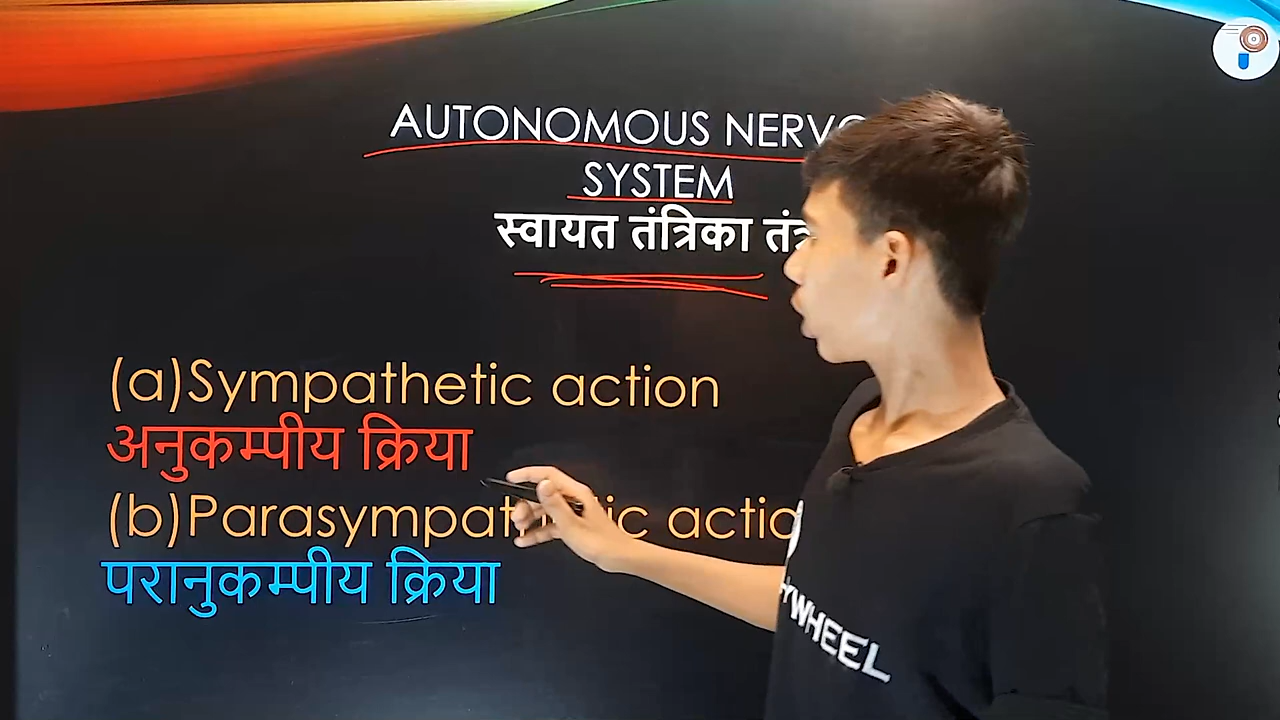 AUTONOMOUS
SYSTEM
स्वायत तंत्रिका
(a)Sympathetic action
अनुकम्पीय क्रिया
(b)
परानुकम्पीय क्रिया